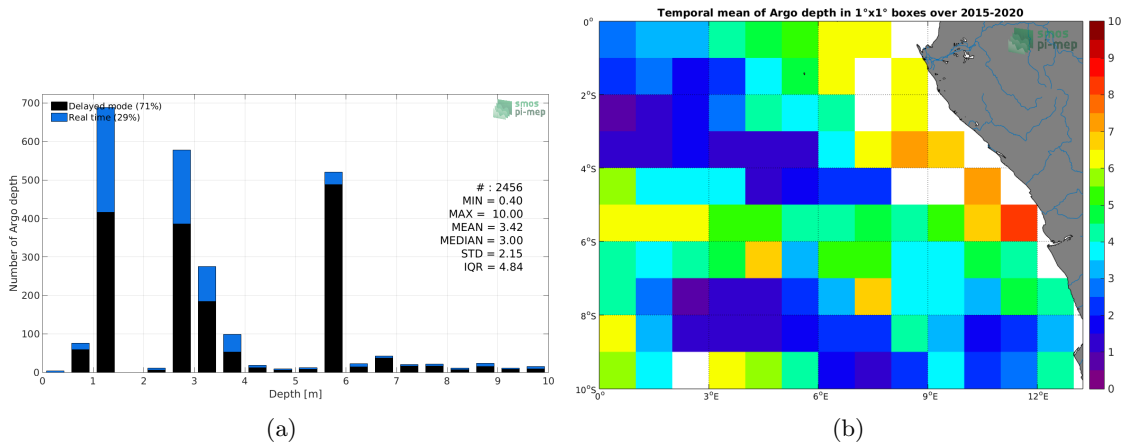 Delayed mode (71%)
Real time (29%)
smos
pi-mep
# : 2456
MIN = 0.40
MAX = 10.00
MEAN = 3.42
MEDIAN = 3.00
STD = 2.15
IQR = 4.84
Number of Argo depth
700
600
500
400
300
200
100
0
0 1 2 3 4 5 6 7 8 9 10
Depth [m]
(a)
Temporal mean of Argo depth in 1°x1° boxes over 2015-2020
smos
pi-mep
0°
2°S
4°S
6°S
8°S
10°S
0° 3°E 6°E 9°E 12°E
10
9
8
7
6
5
4
3
2
1
0
(b)